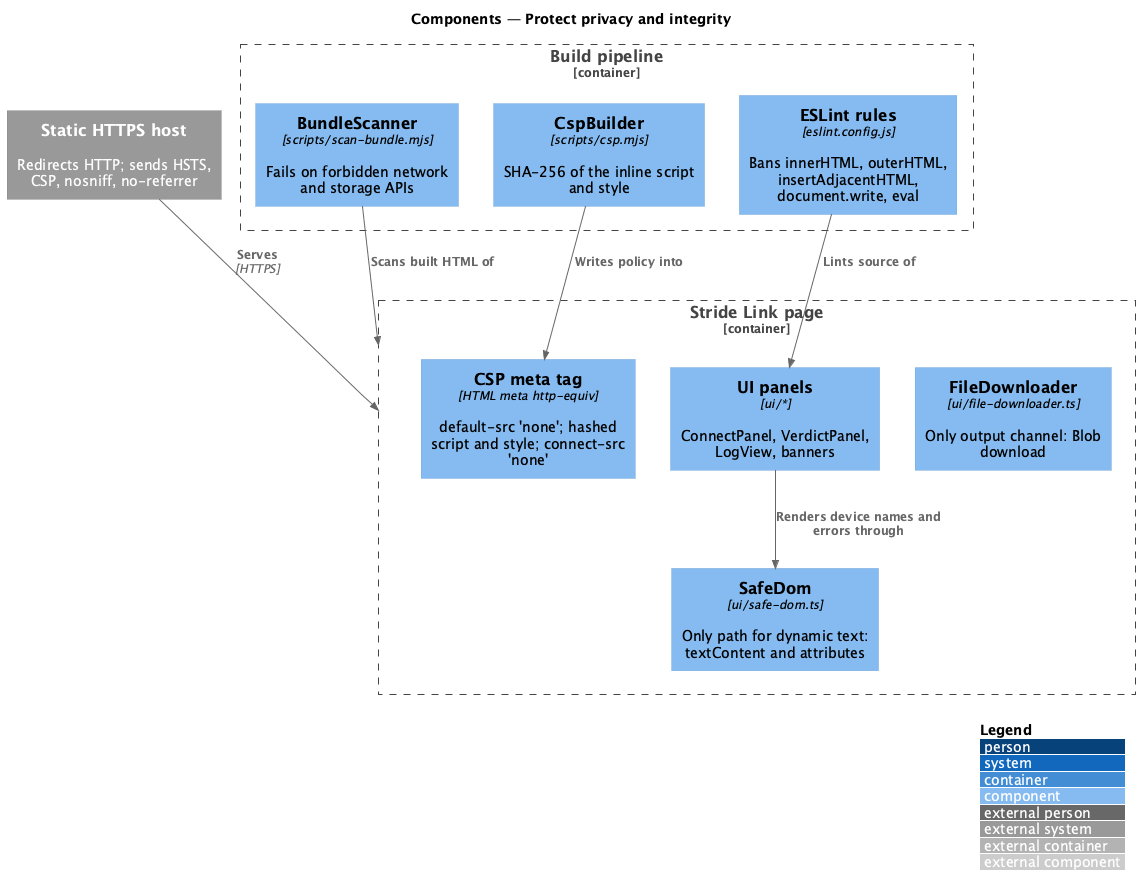 Components — Protect privacy and integrity
Build pipeline
[container]
Static HTTPS host
Redirects HTTP; sends HSTS,
CSP, nosniff, no-referrer
BundleScanner
[scripts/scan-bundle.mjs]
Fails on forbidden network
and storage APIs
CspBuilder
[scripts/csp.mjs]
SHA-256 of the inline script
and style
ESLint rules
[eslint.config.js]
Bans innerHTML, outerHTML,
insertAdjacentHTML,
document.write, eval
Serves
[HTTPS]
Scans built HTML of
Writes policy into
Lints source of
Stride Link page
[container]
CSP meta tag
[HTML meta http-equiv]
default-src 'none'; hashed
script and style; connect-src
'none'
UI panels
[ui/*]
ConnectPanel, VerdictPanel,
LogView, banners
FileDownloader
[ui/file-downloader.ts]
Only output channel: Blob
download
Renders device names and
errors through
SafeDom
[ui/safe-dom.ts]
Only path for dynamic text:
textContent and attributes
Legend
person
system
container
component
external person
external system
external container
external component